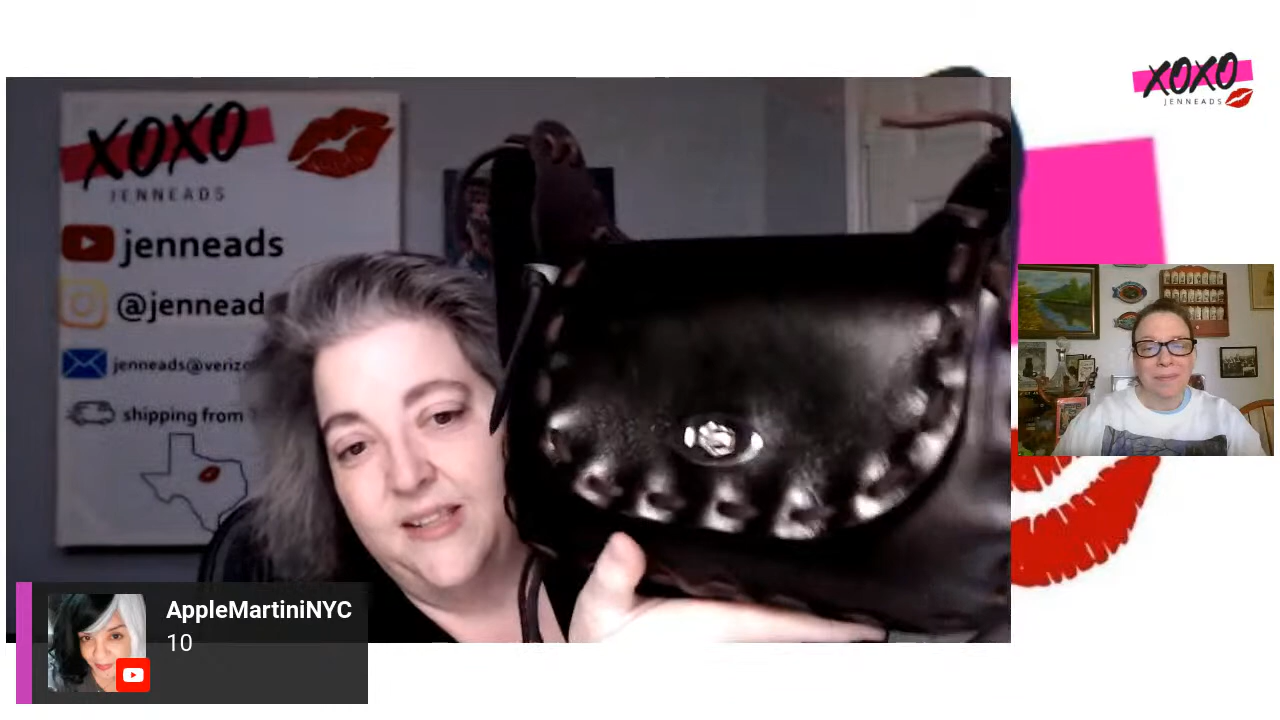 XOXO
JENNEADS
jenneads
@jennead
jenneads@verizo
shipping from
XOXO
JENNEADS
AppleMartiniNYC
10